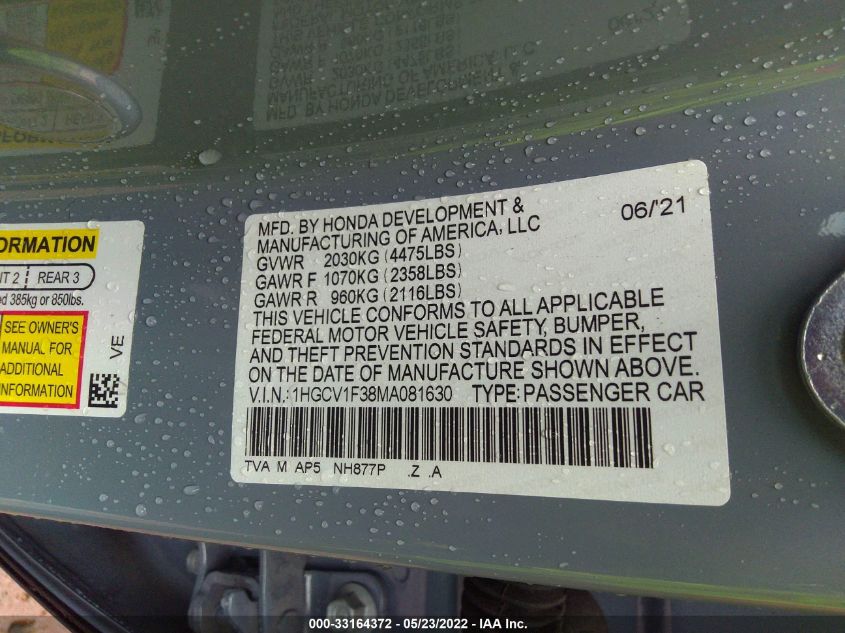 MFD. BY HONDA DEVELOPMENT &
MANUFACTURING OF AMERICA, LLC
06/'21
GVWR 2030KG (4475LBS)
GAWR F 1070KG (2358LBS)
GAWR R 960KG (2116LBS)
THIS VEHICLE CONFORMS TO ALL APPLICABLE
FEDERAL MOTOR VEHICLE SAFETY, BUMPER,
AND THEFT PREVENTION STANDARDS IN EFFECT
ON THE DATE OF MANUFACTURE SHOWN ABOVE.
V.I.N.: 1HGCV1F38MA081630 TYPE: PASSENGER CAR
TVA M AP5 NH877P .Z .A
REAR 3
385kg or 850lbs.
SEE OWNER'S
MANUAL FOR
ADDITIONAL
INFORMATION
VE
000-33164372 — 05/23/2022 — IAA Inc.